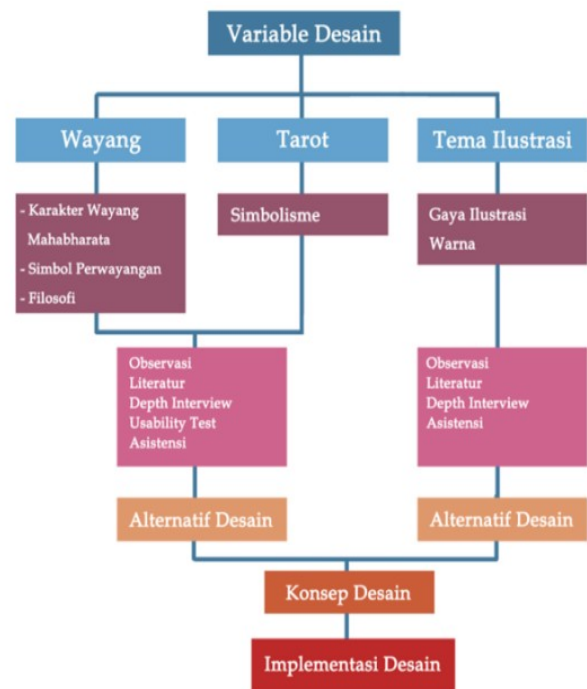 Variable Desain
Wayang
Tarot
Tema Ilustrasi
- Karakter Wayang
Mahabharata
- Simbol Perwayangan
- Filosofi
Simbolisme
Gaya Ilustrasi
Warna
Observasi
Literatur
Depth Interview
Usability Test
Asistensi
Observasi
Literatur
Depth Interview
Asistensi
Alternatif Desain
Alternatif Desain
Konsep Desain
Implementasi Desain